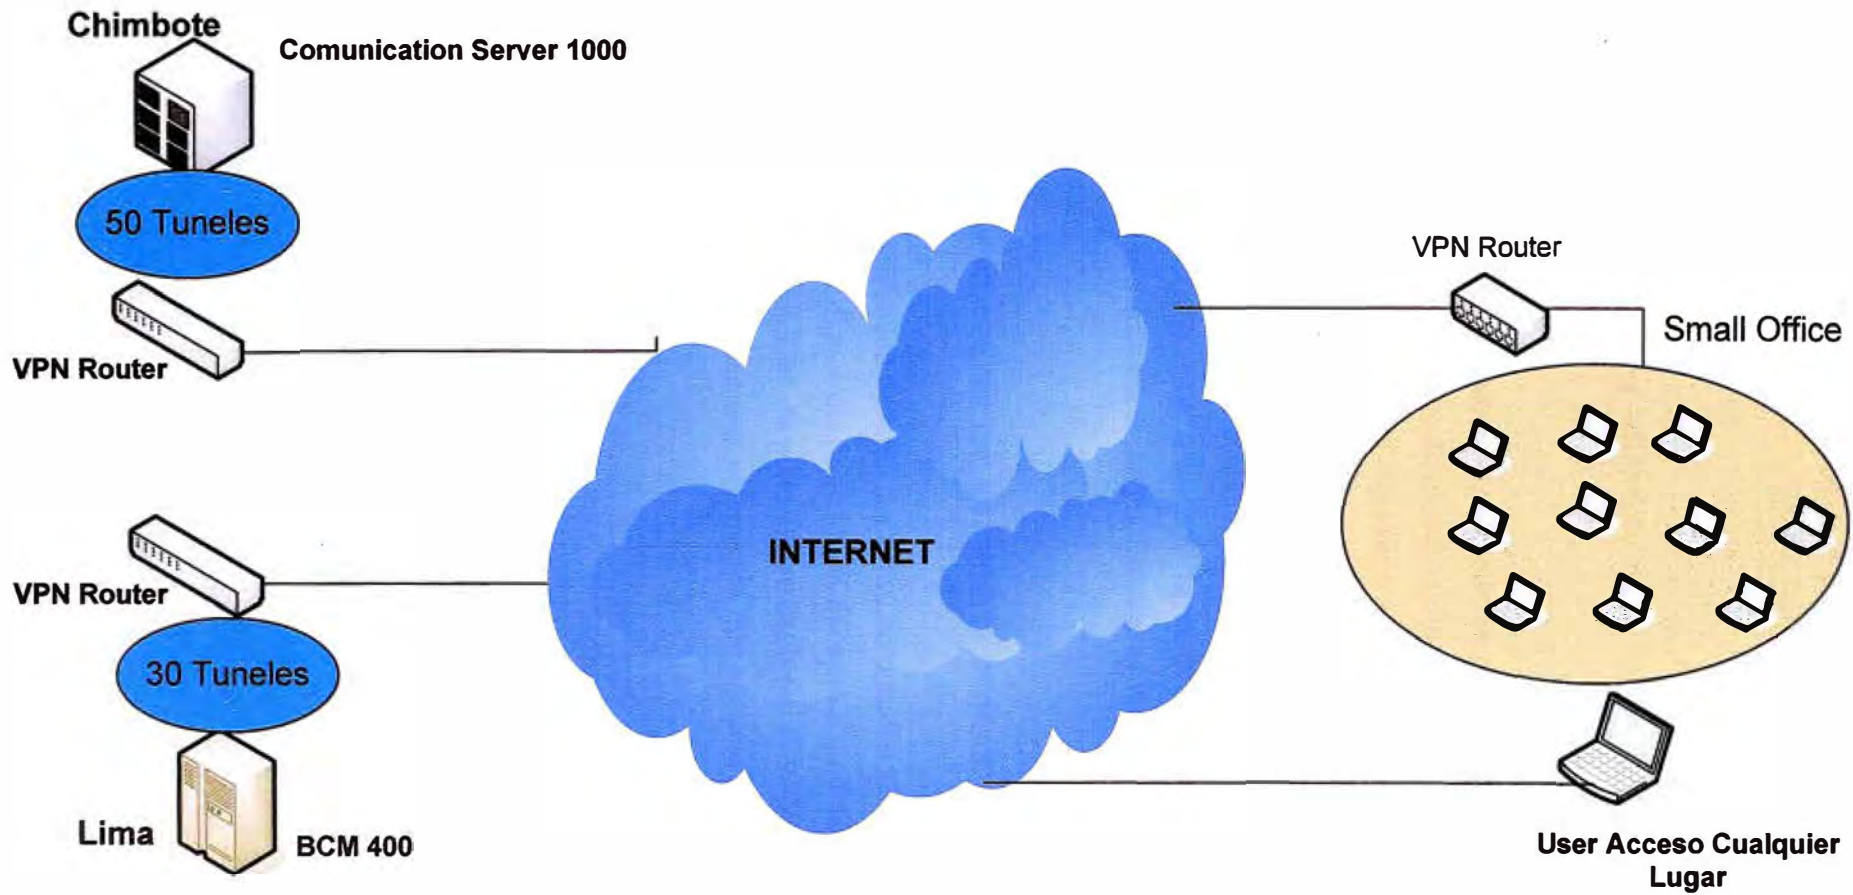 Chimbote
Comunication Server 1000
50 Tuneles
VPN Router
VPN Router
Small Office
INTERNET
VPN Router
30 Tuneles
Lima
BCM 400
User Acceso Cualquier
Lugar